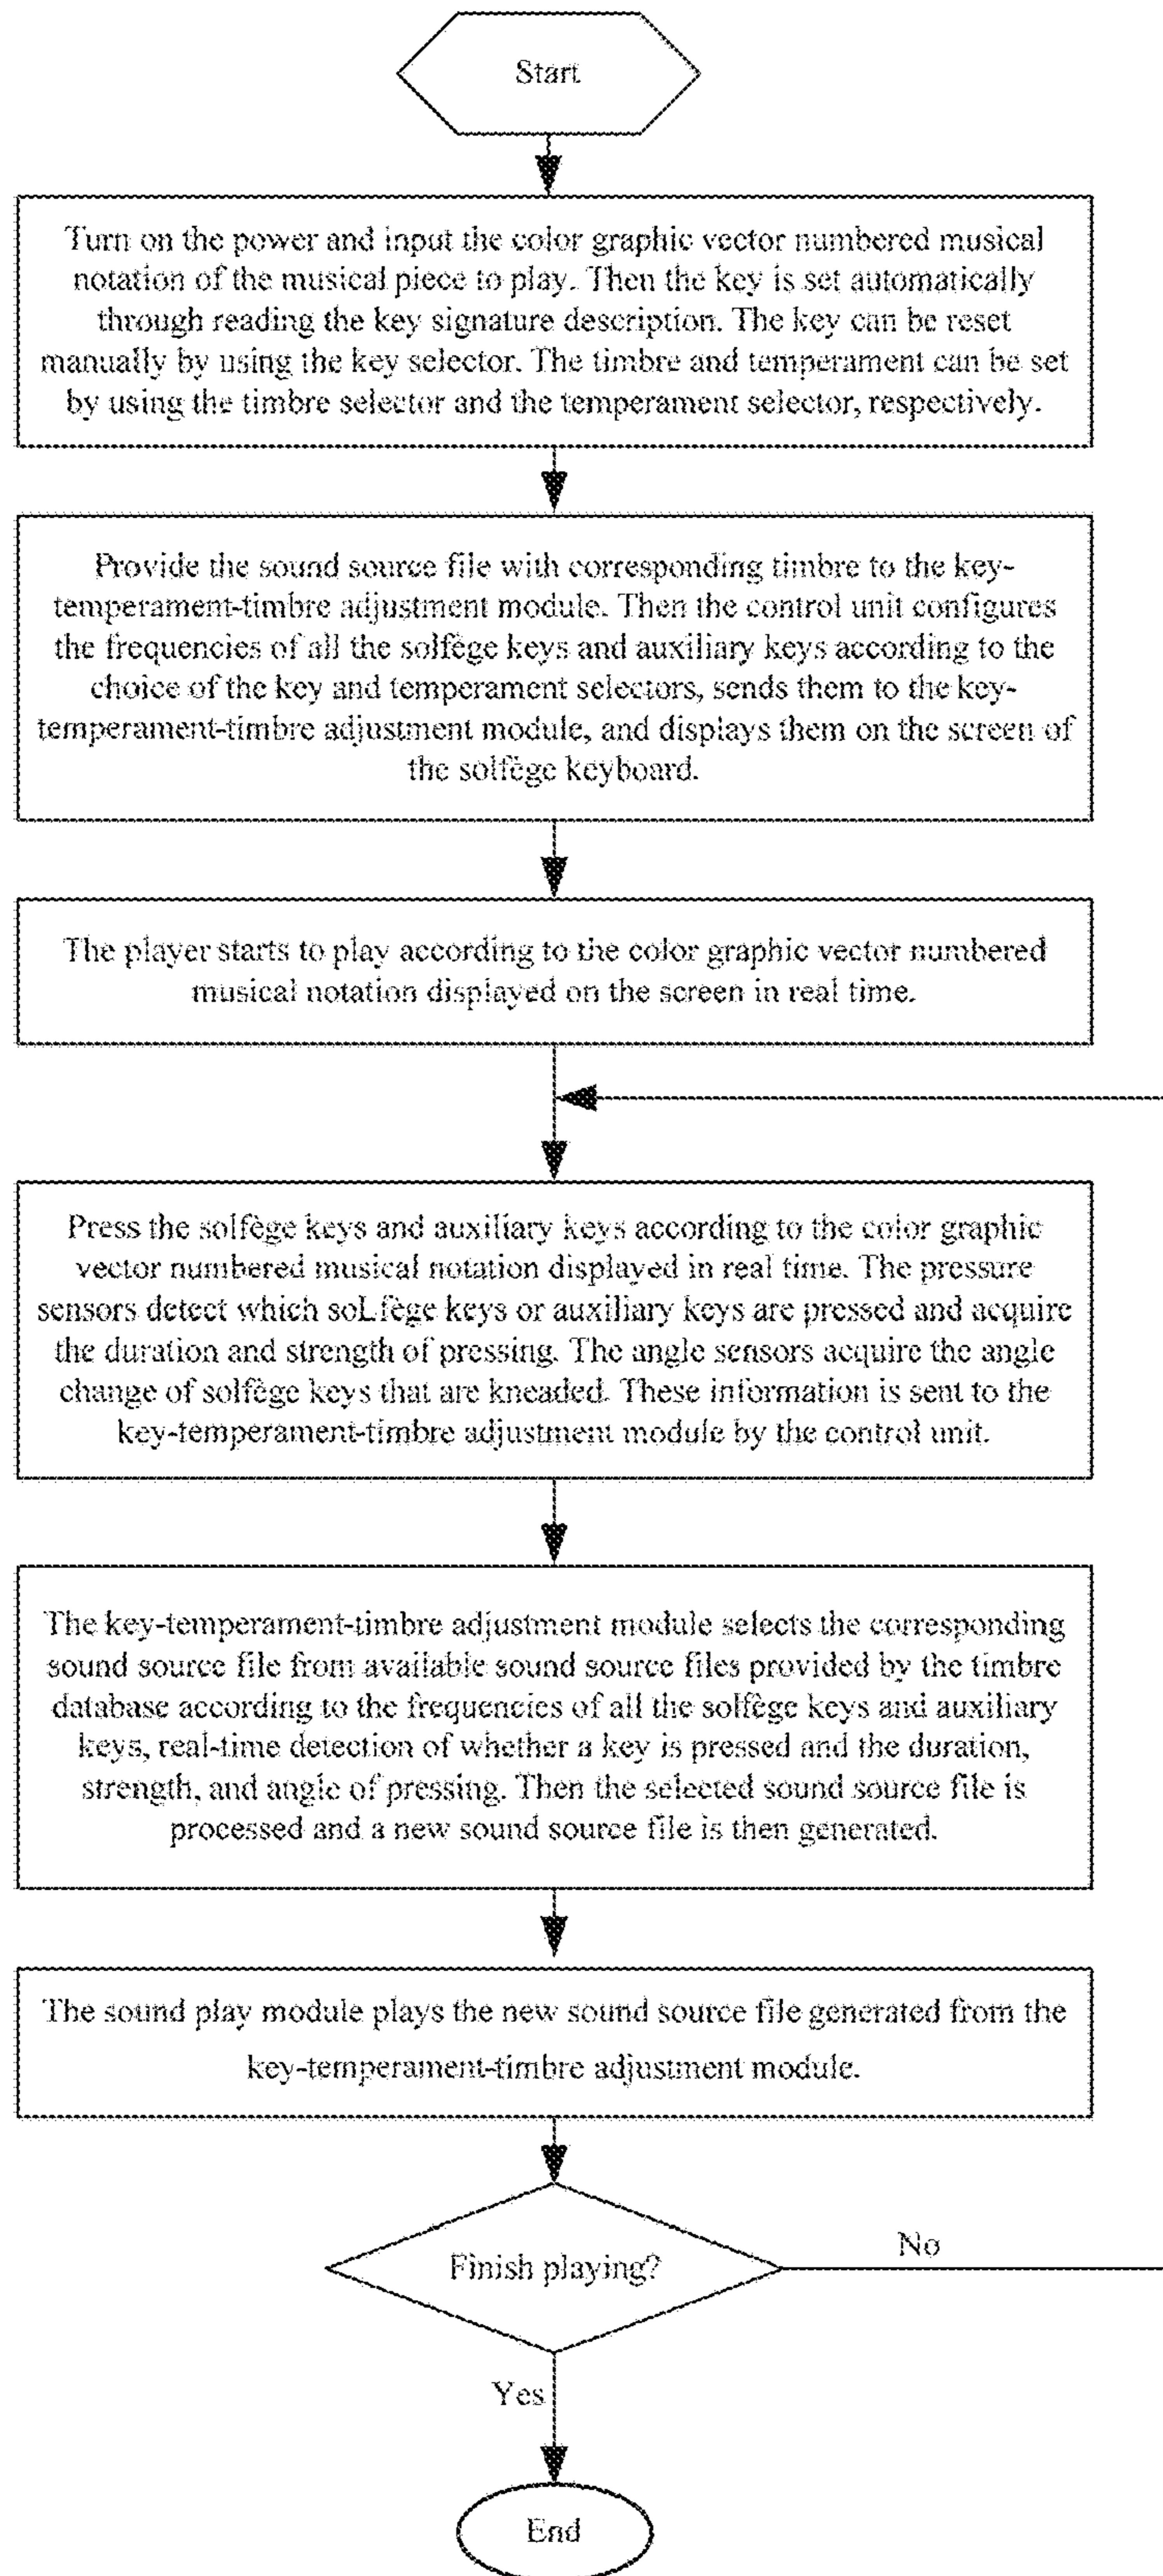 Start
Turn on the power and input the color graphic vector numbered musical
notation of the musical piece to play. Then the key is set automatically
through reading the key signature description. The key can be reset
manually by using the key selector. The timbre and temperament can be set
by using the timbre selector and the temperament selector, respectively.
Provide the sound source file with corresponding timbre to the key-
temperament-timbre adjustment module. Then the control unit configures
the frequencies of all the solfège keys and auxiliary keys according to the
choice of the key and temperament selectors, sends them to the key-
temperament-timbre adjustment module, and displays them on the screen of
the solfège keyboard.
The player starts to play according to the color graphic vector numbered
musical notation displayed on the screen in real time.
Press the solfège keys and auxiliary keys according to the color graphic
vector numbered musical notation displayed in real time. The pressure
sensors detect which soLfège keys or auxiliary keys are pressed and acquire
the duration and strength of pressing. The angle sensors acquire the angle
change of solfège keys that are kneaded. These information is sent to the
key-temperament-timbre adjustment module by the control unit.
The key-temperament-timbre adjustment module selects the corresponding
sound source file from available sound source files provided by the timbre
database according to the frequencies of all the solfège keys and auxiliary
keys, real-time detection of whether a key is pressed and the duration,
strength, and angle of pressing. Then the selected sound source file is
processed and a new sound source file is then generated.
The sound play module plays the new sound source file generated from the
key-temperament-timbre adjustment module.
Finish playing?
No
Yes
End